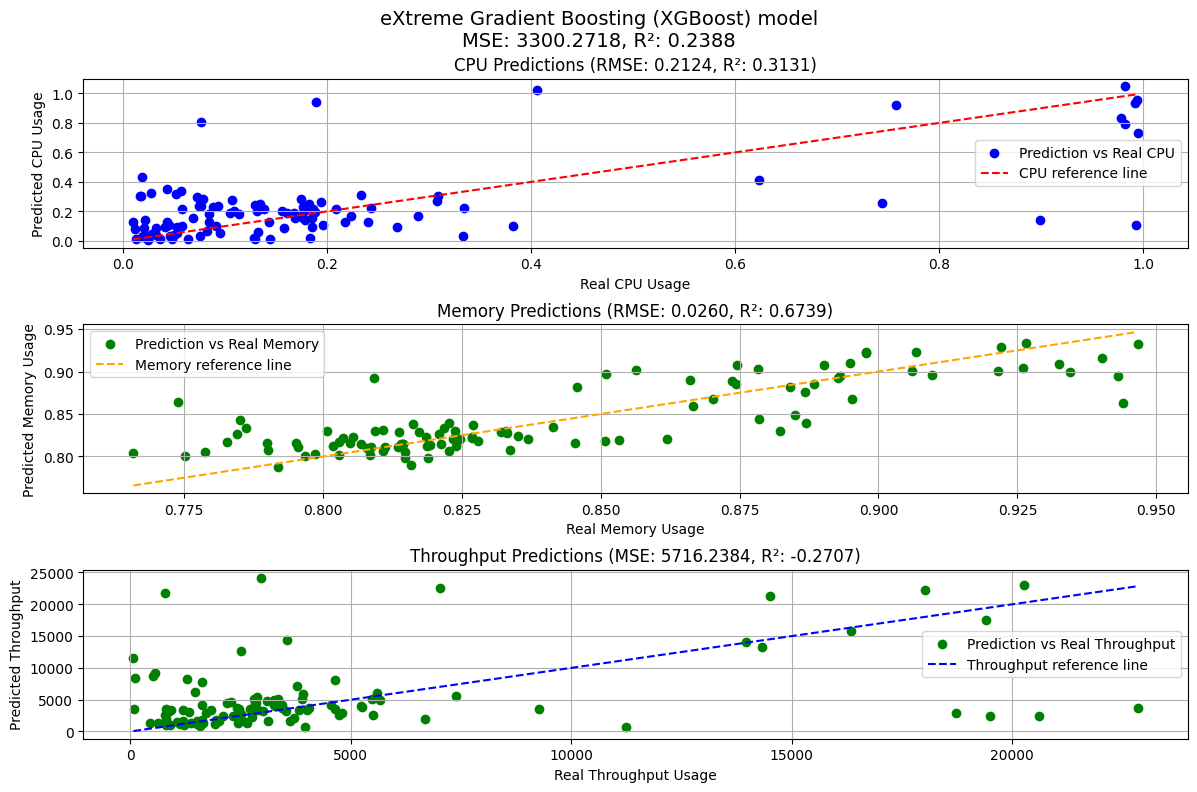 eXtreme Gradient Boosting (XGBoost) model
MSE: 3300.2718, R²: 0.2388
CPU Predictions (RMSE: 0.2124, R²: 0.3131)
Predicted CPU Usage
1.0
0.8
0.6
0.4
0.2
0.0
Prediction vs Real CPU
CPU reference line
0.0 0.2 0.4 0.6 0.8 1.0
Real CPU Usage
Memory Predictions (RMSE: 0.0260, R²: 0.6739)
Predicted Memory Usage
0.95
0.90
0.85
0.80
Prediction vs Real Memory
Memory reference line
0.775 0.800 0.825 0.850 0.875 0.900 0.925 0.950
Real Memory Usage
Throughput Predictions (MSE: 5716.2384, R²: -0.2707)
Predicted Throughput
25000
20000
15000
10000
5000
0
Prediction vs Real Throughput
Throughput reference line
0 5000 10000 15000 20000
Real Throughput Usage